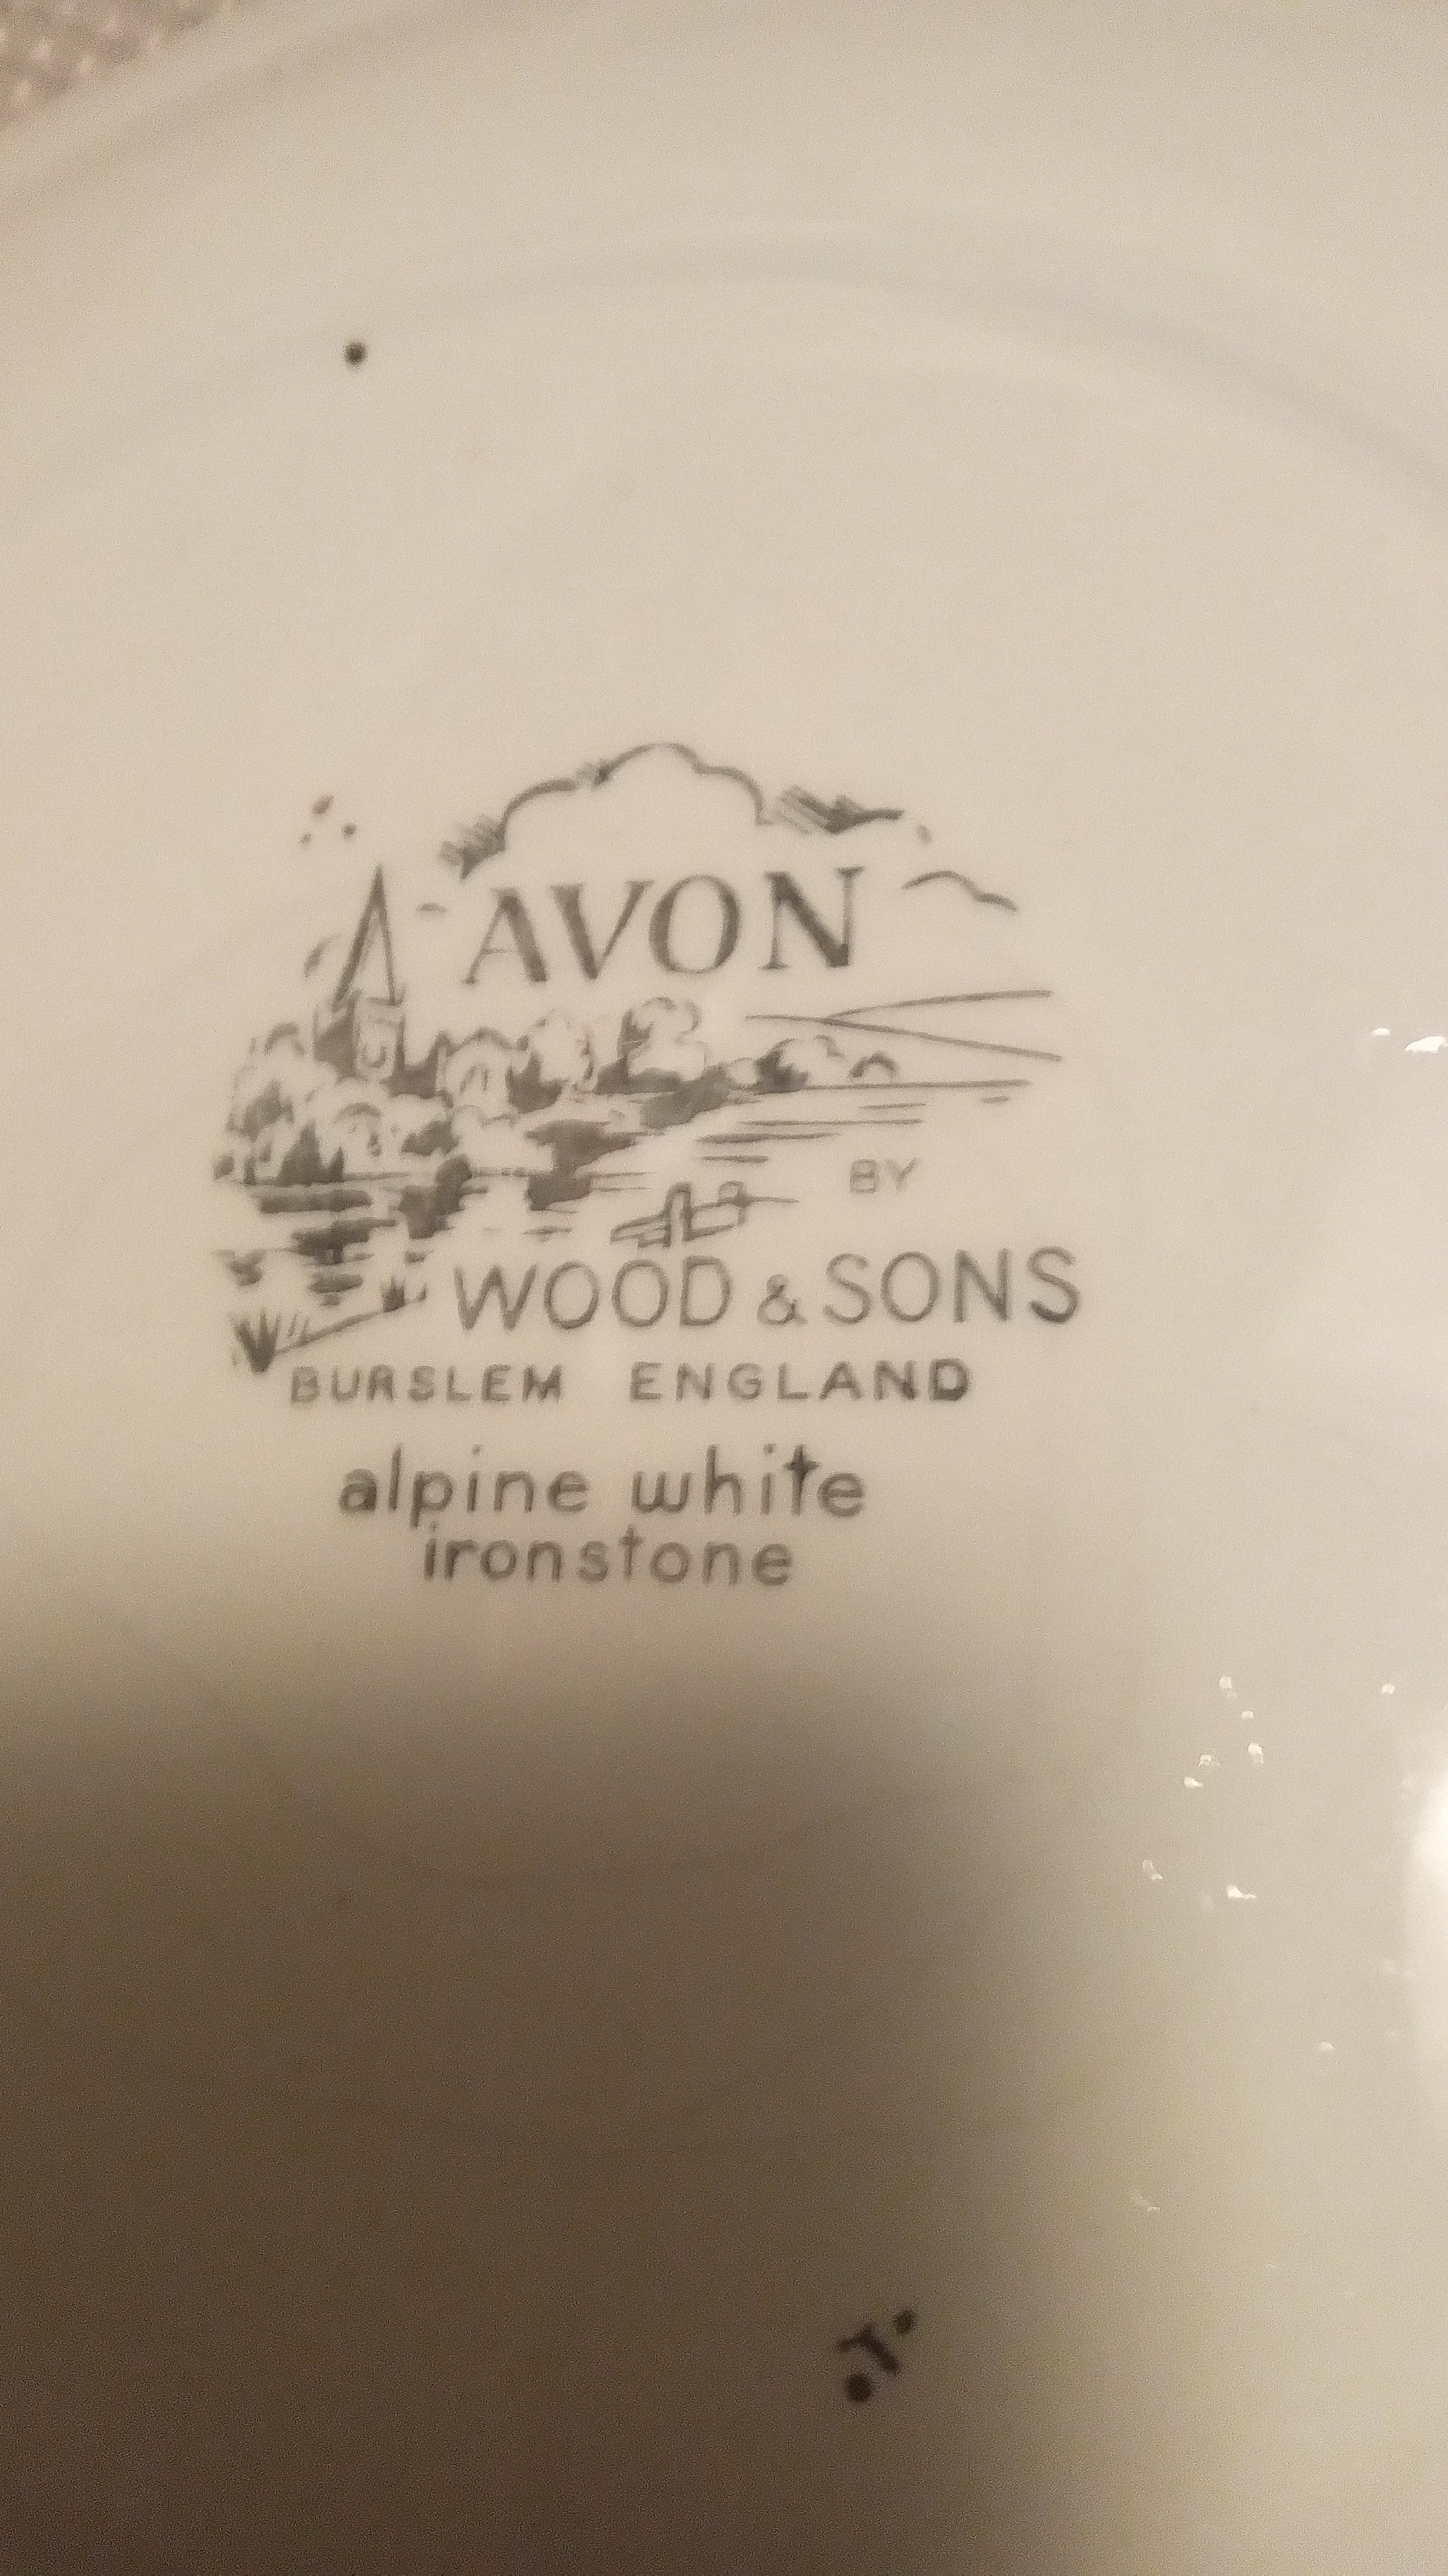 AVON
BY
WOOD & SONS
BURSLEM ENGLAND
alpine white
ironstone
.T.